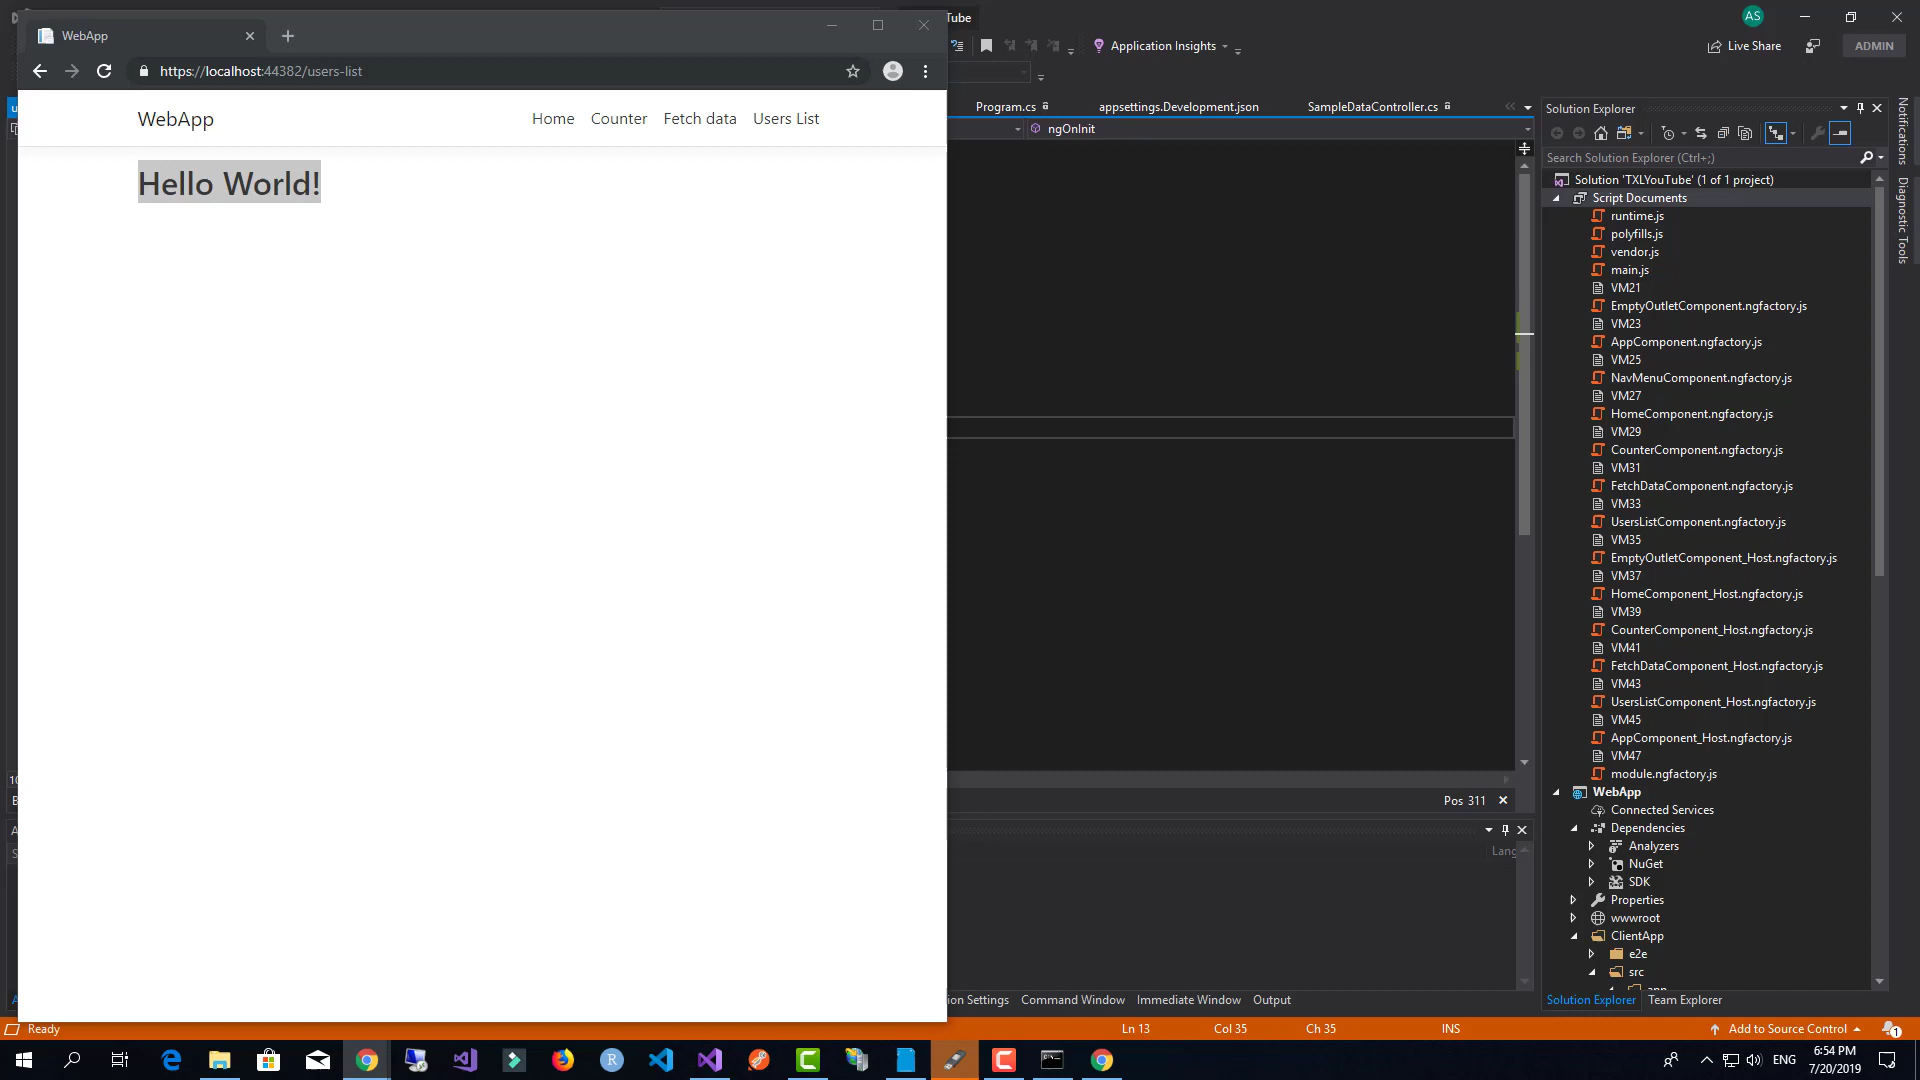 WebApp
https://localhost:44382/users-list
WebApp
Home Counter Fetch data Users List
Hello World!
Tube
AS
Application Insights
Live Share
ADMIN
Program.cs
appsettings.Development.json
SampleDataController.cs
ngOnInit
Pos 311
Lang
ion Settings
Command Window
Immediate Window
Output
Solution Explorer
Search Solution Explorer (Ctrl+;)
Solution 'TXLYouTube' (1 of 1 project)
Script Documents
runtime.js
polyfills.js
vendor.js
main.js
VM21
EmptyOutletComponent.ngfactory.js
VM23
AppComponent.ngfactory.js
VM25
NavMenuComponent.ngfactory.js
VM27
HomeComponent.ngfactory.js
VM29
CounterComponent.ngfactory.js
VM31
FetchDataComponent.ngfactory.js
VM33
UsersListComponent.ngfactory.js
VM35
EmptyOutletComponent_Host.ngfactory.js
VM37
HomeComponent_Host.ngfactory.js
VM39
CounterComponent_Host.ngfactory.js
VM41
FetchDataComponent_Host.ngfactory.js
VM43
UsersListComponent_Host.ngfactory.js
VM45
AppComponent_Host.ngfactory.js
VM47
module.ngfactory.js
WebApp
Connected Services
Dependencies
Analyzers
NuGet
SDK
Properties
wwwroot
ClientApp
e2e
src
Solution Explorer
Team Explorer
Notifications
Diagnostic Tools
Ready
Ln 13
Col 35
Ch 35
INS
Add to Source Control
1
ENG
6:54 PM
7/20/2019